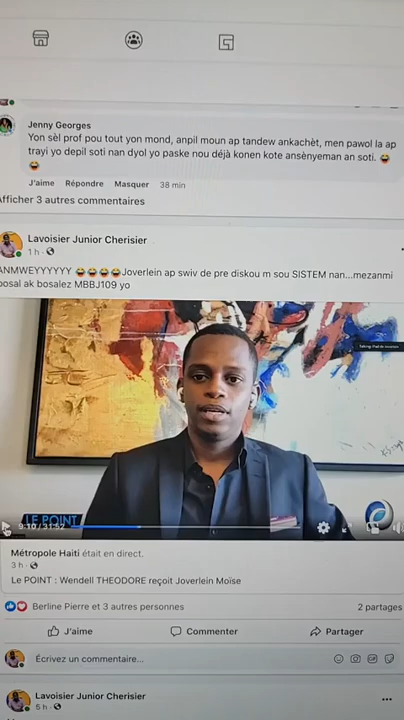 Jenny Georges
Yon sèl prof pou tout yon mond, anpil moun ap tandew ankachèt, men pawol la ap
trayi yo depil soti nan dyol yo paske nou déjà konen kote ansènyeman an soti. 😂
😂
J'aime Répondre Masquer 38 min
Afficher 3 autres commentaires
Lavoisier Junior Cherisier
1 h ·
ANMWEYYYYYY 😂😂😂😂Joverlein ap swiv de pre diskou m sou SISTEM nan...mezanmi
bosal ak bosalez MBBJ109 yo
LE POINT
9:10 / 31:52
Métropole Haiti était en direct.
3 h ·
Le POINT : Wendell THEODORE reçoit Joverlein Moïse
Berline Pierre et 3 autres personnes 2 partages
J'aime Commenter Partager
Écrivez un commentaire...
GIF
Lavoisier Junior Cherisier
5 h ·